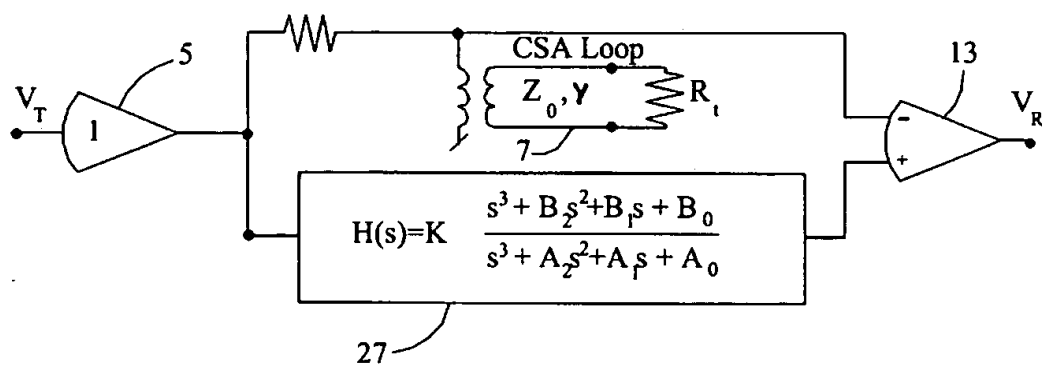 5
13
CSA Loop
V_T
V_R
1
Z_0, γ
R_t
−
+
7
H(s)=K (s^3 + B_2s^2+B_1s + B_0) / (s^3 + A_2s^2+A_1s + A_0)
27